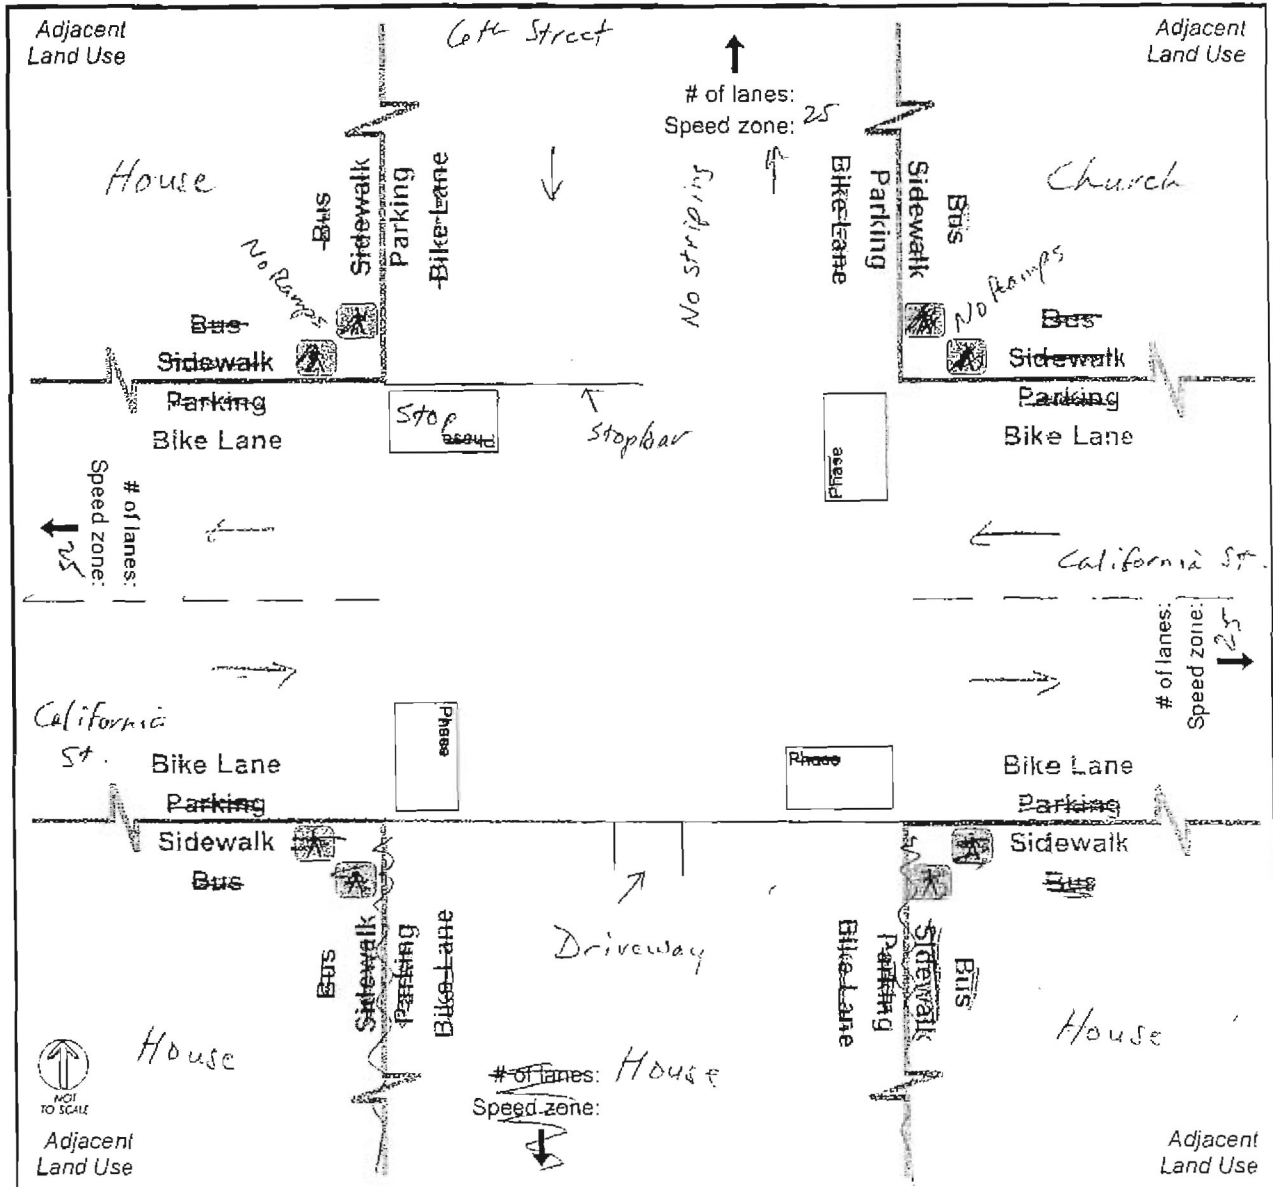 Adjacent
Land Use
6th Street
Adjacent
Land Use
# of lanes:
Speed zone: 25
House
Bus
Sidewalk
Parking
Bike Lane
No striping
Bike Lane
Parking
Sidewalk
Bus
Church
No Ramps
No Ramps
Bus
Sidewalk
Parking
Bike Lane
Stop
Phase
Stopbar
Phase
Bus
Sidewalk
Parking
Bike Lane
# of lanes:
Speed zone: 25
California St.
# of lanes:
Speed zone: 25
California
St.
Bike Lane
Parking
Sidewalk
Bus
Phase
Phase
Bike Lane
Parking
Sidewalk
Bus
Bus
Sidewalk
Parking
Bike Lane
Driveway
Bike Lane
Parking
Sidewalk
Bus
House
# of lanes: House
Speed zone:
House
NOT
TO SCALE
Adjacent
Land Use
Adjacent
Land Use